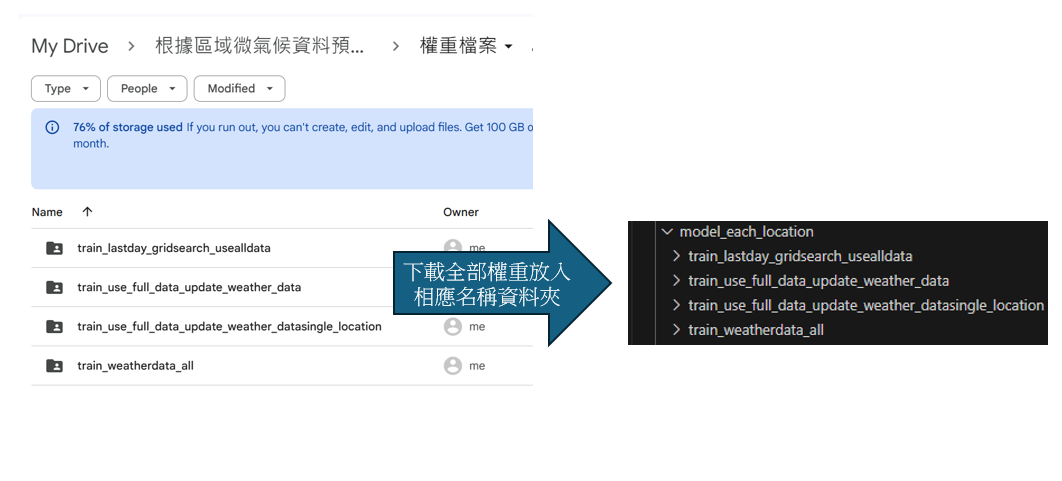 My Drive > 根據區域微氣候資料預... > 權重檔案
Type People Modified
76% of storage used If you run out, you can't create, edit, and upload files. Get 100 GB o
month.
Name Owner
train_lastday_gridsearch_usealldata me
train_use_full_data_update_weather_data
train_use_full_data_update_weather_datasingle_location me
train_weatherdata_all me
下載全部權重放入
相應名稱資料夾
model_each_location
train_lastday_gridsearch_usealldata
train_use_full_data_update_weather_data
train_use_full_data_update_weather_datasingle_location
train_weatherdata_all